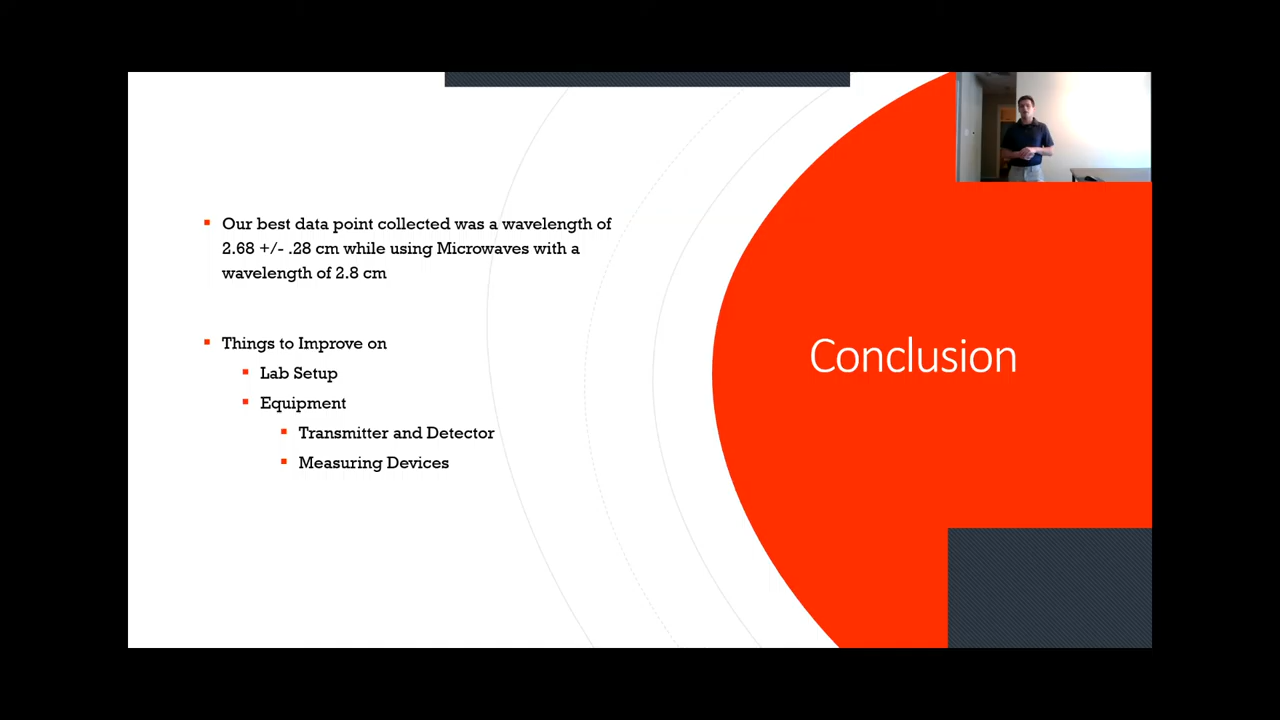 Our best data point collected was a wavelength of
2.68 +/- .28 cm while using Microwaves with a
wavelength of 2.8 cm
Things to Improve on
Lab Setup
Equipment
Transmitter and Detector
Measuring Devices
Conclusion